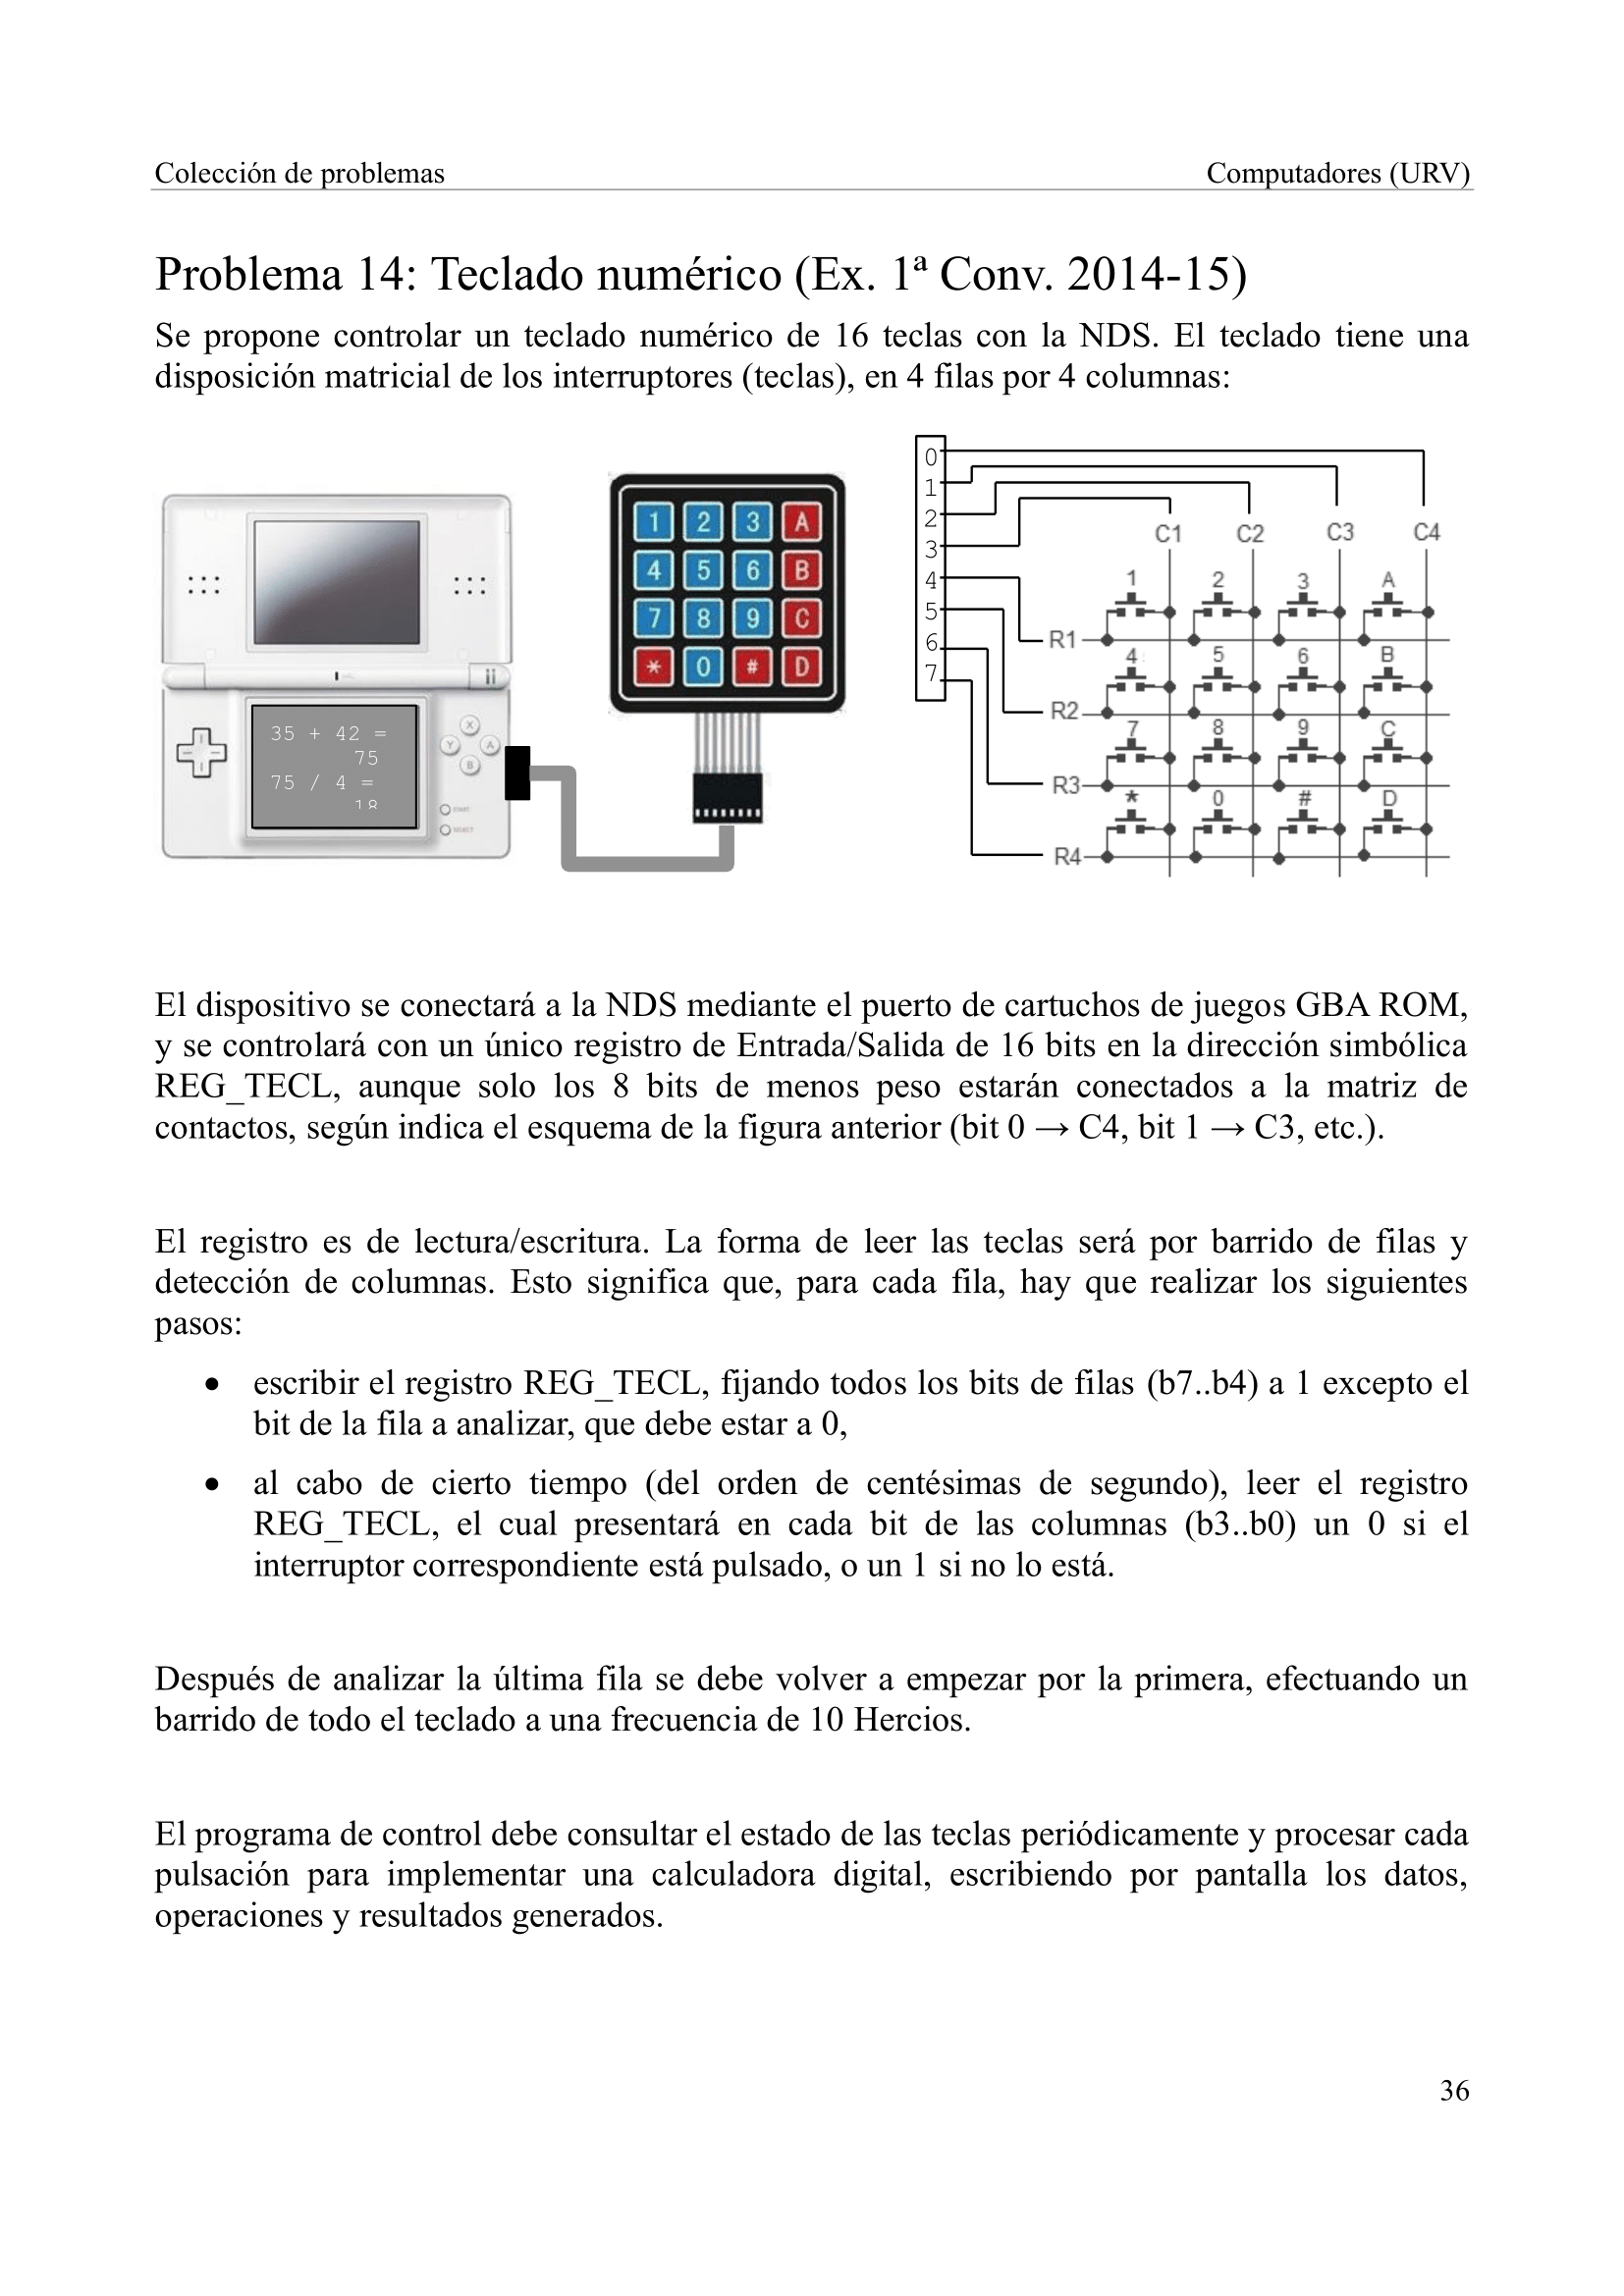 Colección de problemas
Computadores (URV)
Problema 14: Teclado numérico (Ex. 1ª Conv. 2014-15)
Se propone controlar un teclado numérico de 16 teclas con la NDS. El teclado tiene una
disposición matricial de los interruptores (teclas), en 4 filas por 4 columnas:
35 + 42 =
75
75 / 4 =
18
X
Y
A
B
START
SELECT
1 2 3 A
4 5 6 B
7 8 9 C
* 0 # D
0
1
2
3
4
5
6
7
C1 C2 C3 C4
1 2 3 A
R1
4 5 6 B
R2
7 8 9 C
R3
* 0 # D
R4
El dispositivo se conectará a la NDS mediante el puerto de cartuchos de juegos GBA ROM,
y se controlará con un único registro de Entrada/Salida de 16 bits en la dirección simbólica
REG_TECL, aunque solo los 8 bits de menos peso estarán conectados a la matriz de
contactos, según indica el esquema de la figura anterior (bit 0 → C4, bit 1 → C3, etc.).
El registro es de lectura/escritura. La forma de leer las teclas será por barrido de filas y
detección de columnas. Esto significa que, para cada fila, hay que realizar los siguientes
pasos:
• escribir el registro REG_TECL, fijando todos los bits de filas (b7..b4) a 1 excepto el
bit de la fila a analizar, que debe estar a 0,
• al cabo de cierto tiempo (del orden de centésimas de segundo), leer el registro
REG_TECL, el cual presentará en cada bit de las columnas (b3..b0) un 0 si el
interruptor correspondiente está pulsado, o un 1 si no lo está.
Después de analizar la última fila se debe volver a empezar por la primera, efectuando un
barrido de todo el teclado a una frecuencia de 10 Hercios.
El programa de control debe consultar el estado de las teclas periódicamente y procesar cada
pulsación para implementar una calculadora digital, escribiendo por pantalla los datos,
operaciones y resultados generados.
36